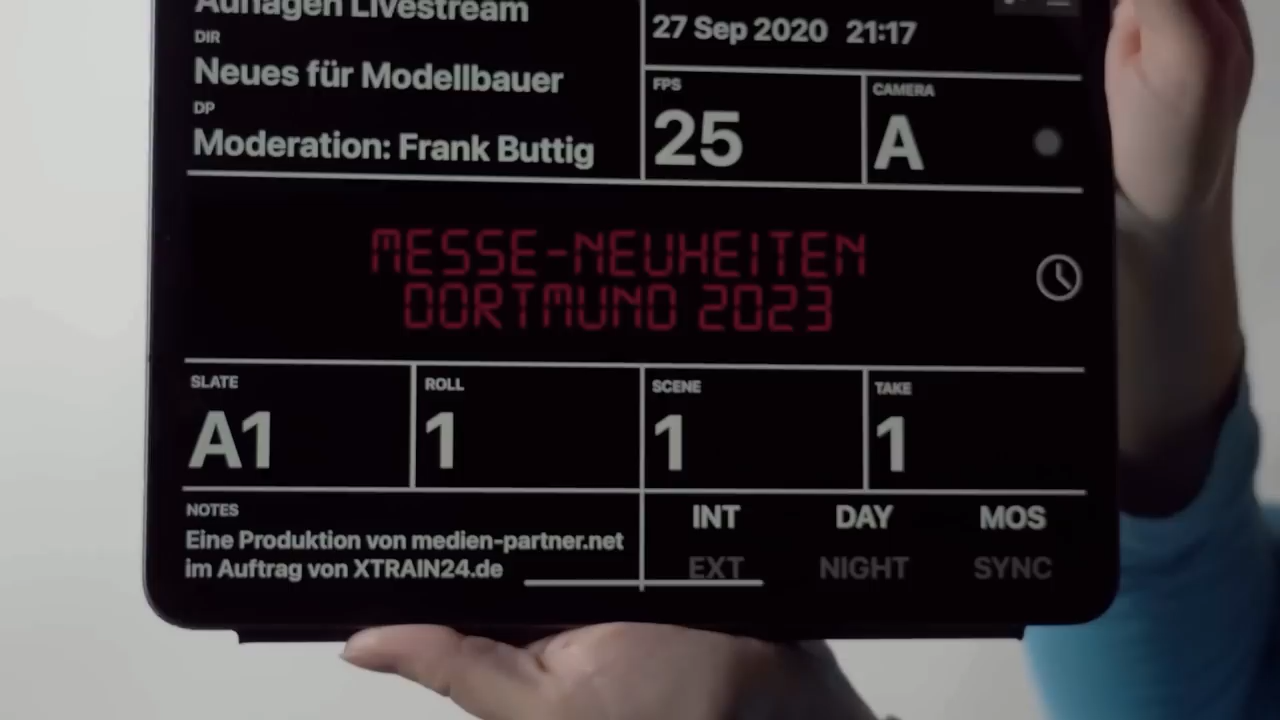 Auhagen Livestream
DIR
Neues für Modellbauer
DP
Moderation: Frank Buttig
27 Sep 2020 21:17
FPS
25
CAMERA
A
MESSE-NEUHEITEN
DORTMUND 2023
SLATE
A1
ROLL
1
SCENE
1
TAKE
1
NOTES
Eine Produktion von medien-partner.net
im Auftrag von XTRAIN24.de
INT DAY MOS
EXT NIGHT SYNC